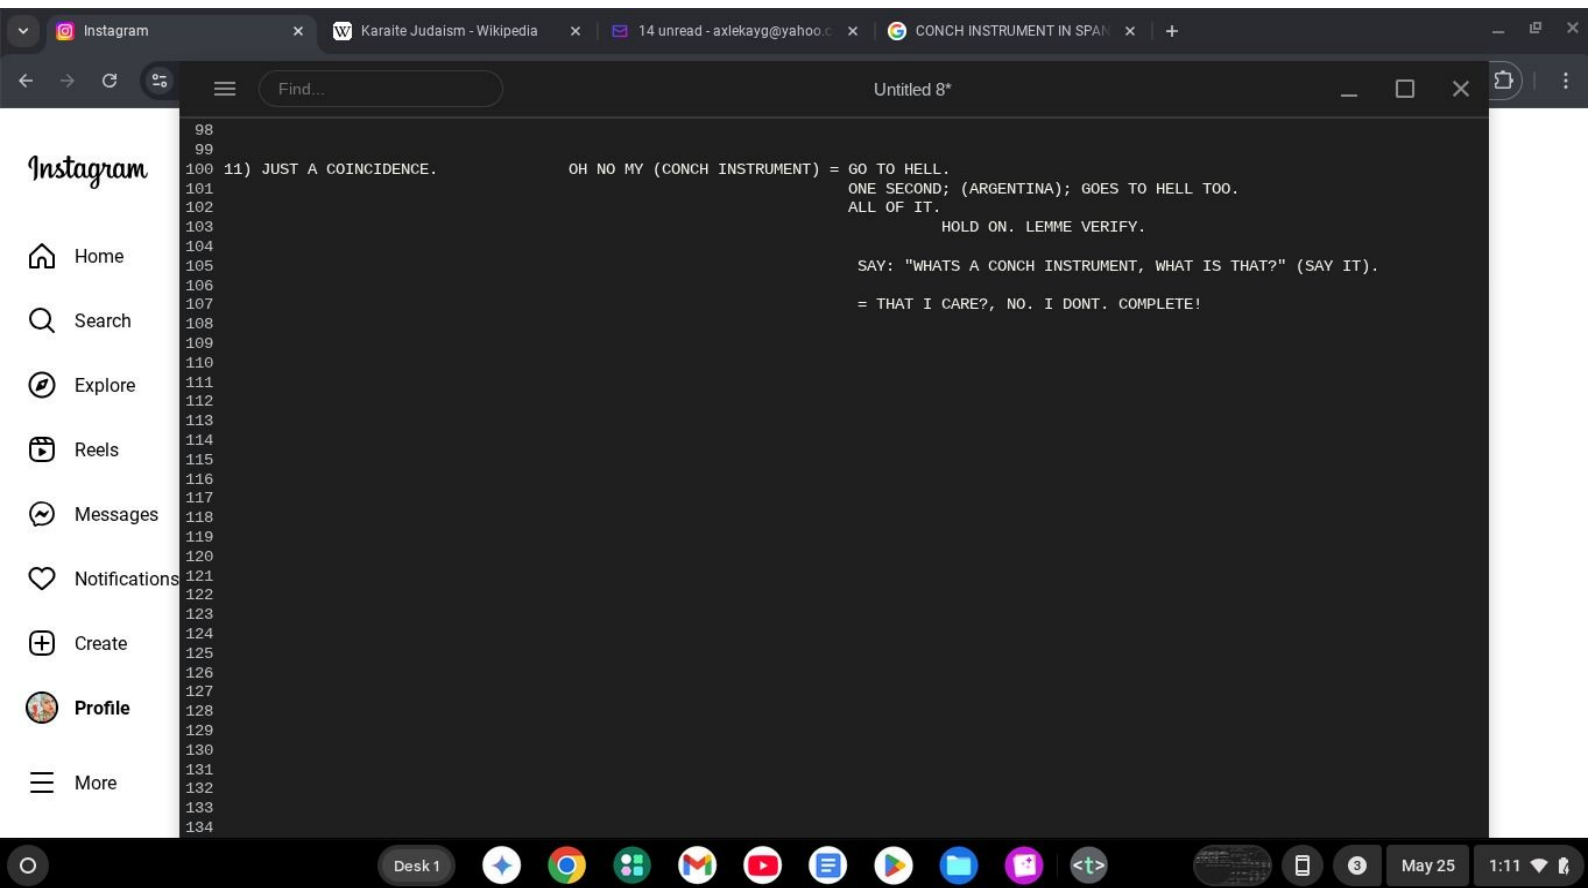 Instagram
Karaite Judaism - Wikipedia
14 unread - axlekayg@yahoo.c
CONCH INSTRUMENT IN SPAN
Find...
Untitled 8*
Instagram
Home
Search
Explore
Reels
Messages
Notifications
Create
Profile
More
98
99
100 11) JUST A COINCIDENCE. OH NO MY (CONCH INSTRUMENT) = GO TO HELL.
101 ONE SECOND; (ARGENTINA); GOES TO HELL TOO.
102 ALL OF IT.
103 HOLD ON. LEMME VERIFY.
104
105 SAY: "WHATS A CONCH INSTRUMENT, WHAT IS THAT?" (SAY IT).
106
107 = THAT I CARE?, NO. I DONT. COMPLETE!
108
109
110
111
112
113
114
115
116
117
118
119
120
121
122
123
124
125
126
127
128
129
130
131
132
133
134
Desk 1
<t>
3
May 25
1:11